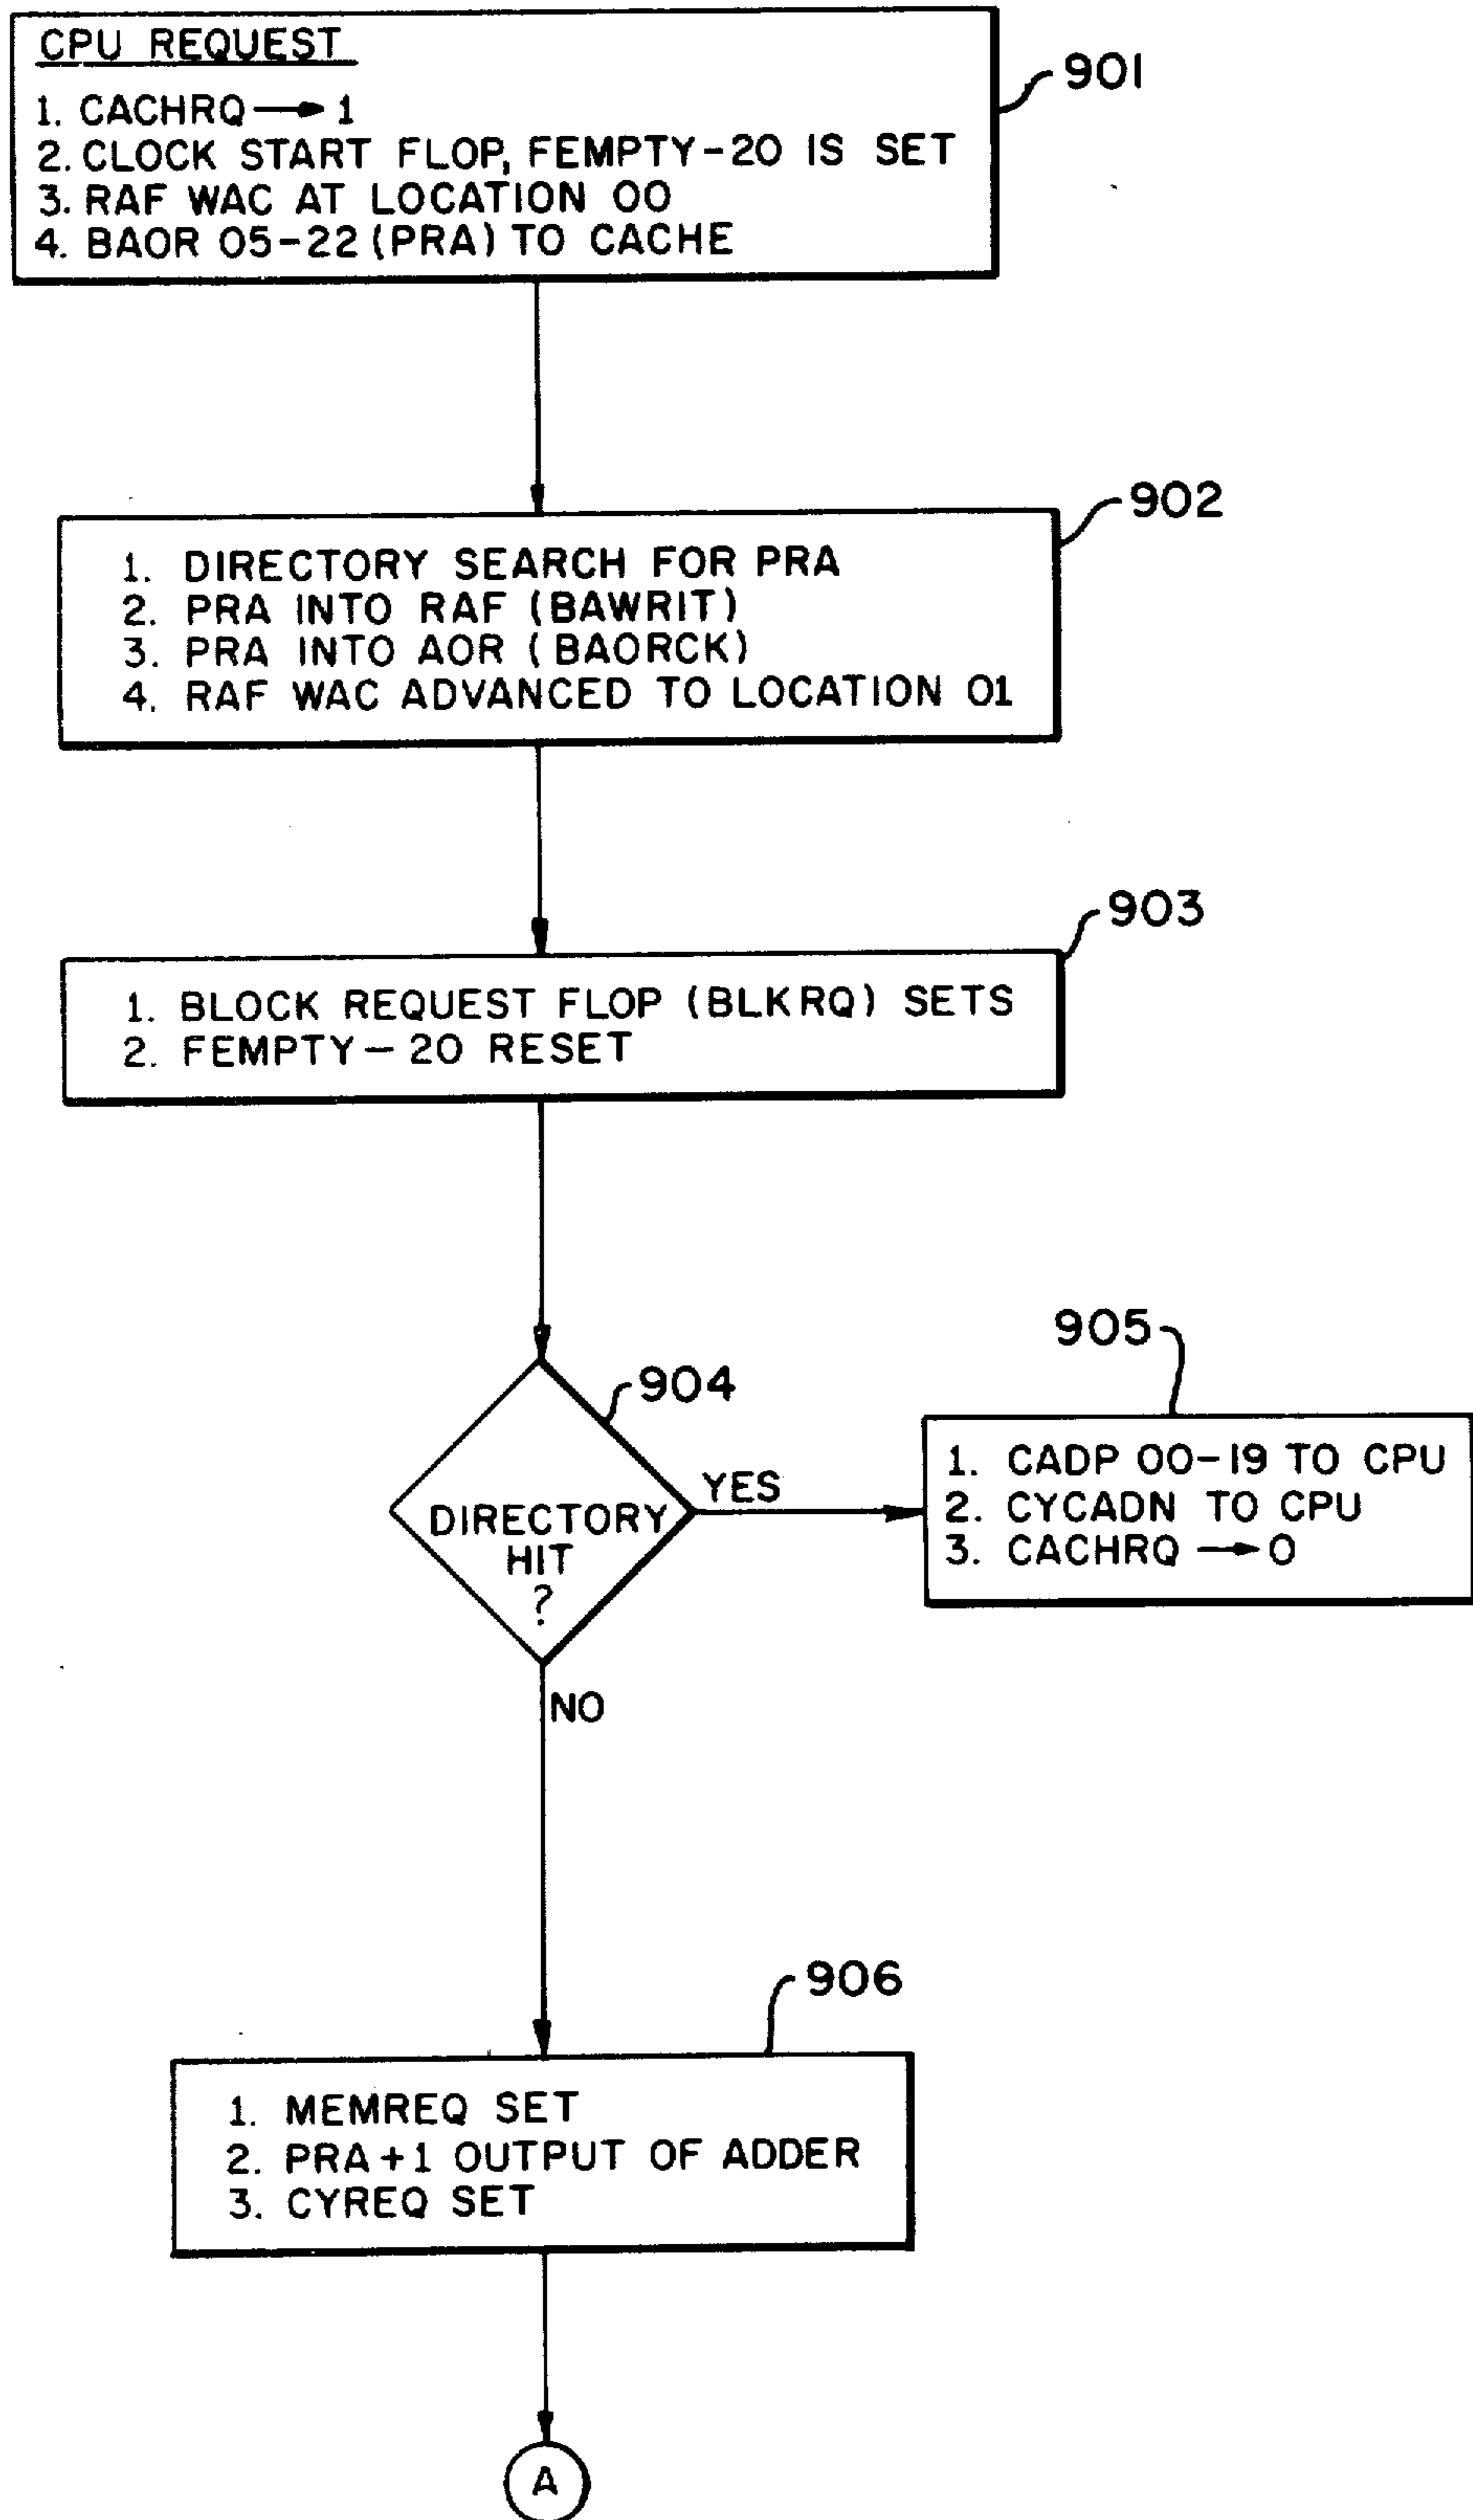 CPU REQUEST
1. CACHRQ → 1
2. CLOCK START FLOP, FEMPTY-20 IS SET
3. RAF WAC AT LOCATION 00
4. BAOR 05-22 (PRA) TO CACHE
901
902
1. DIRECTORY SEARCH FOR PRA
2. PRA INTO RAF (BAWRIT)
3. PRA INTO AOR (BAORCK)
4. RAF WAC ADVANCED TO LOCATION 01
903
1. BLOCK REQUEST FLOP (BLKRQ) SETS
2. FEMPTY-20 RESET
904
DIRECTORY
HIT
?
YES
NO
905
1. CADP 00-19 TO CPU
2. CYCADN TO CPU
3. CACHRQ → 0
906
1. MEMREQ SET
2. PRA+1 OUTPUT OF ADDER
3. CYREQ SET
A